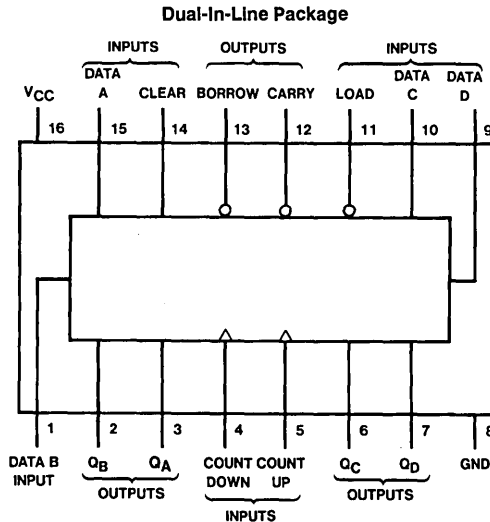 Dual-In-Line Package
INPUTS OUTPUTS INPUTS
DATA DATA DATA
VCC A CLEAR BORROW CARRY LOAD C D
16 15 14 13 12 11 10 9
1 2 3 4 5 6 7 8
DATA B QB QA COUNT COUNT QC QD GND
INPUT DOWN UP
OUTPUTS INPUTS OUTPUTS